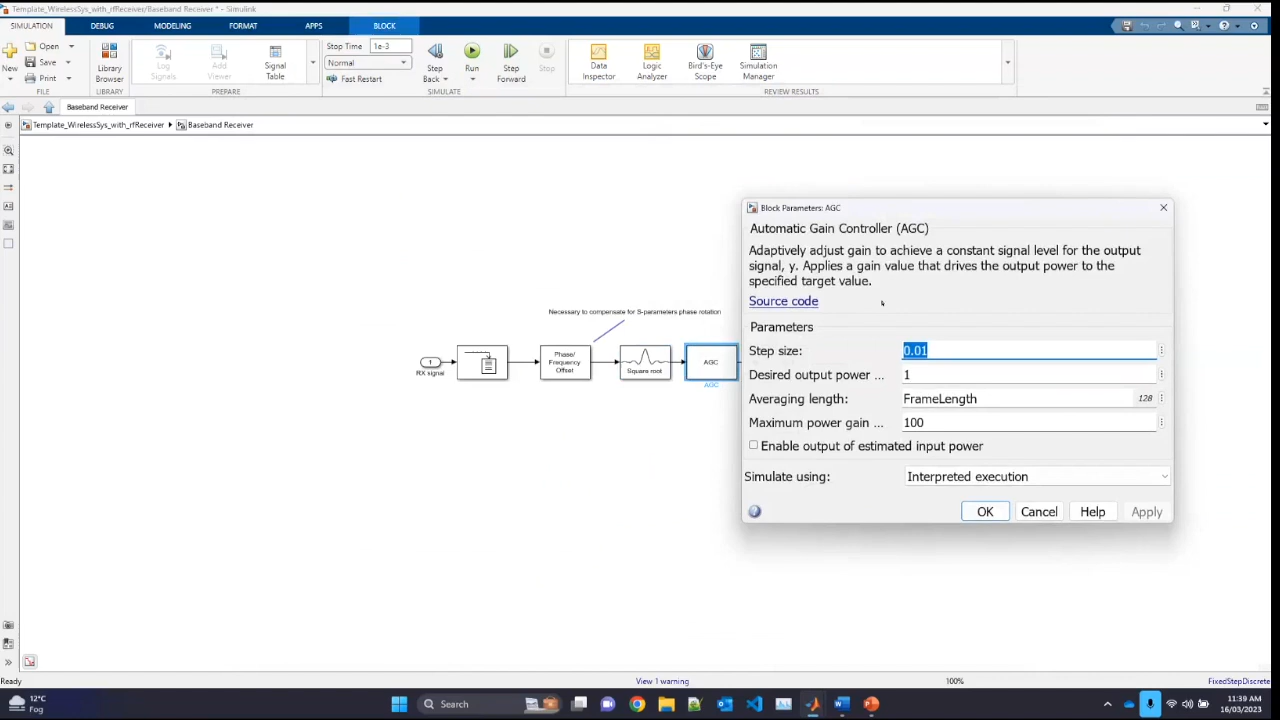 Template_WirelessSys_with_rfReceiver/Baseband Receiver * - Simulink
SIMULATION
DEBUG
MODELING
FORMAT
APPS
BLOCK
New
Open
Save
Print
FILE
Library
Browser
LIBRARY
Log
Signals
Add
Viewer
Signal
Table
PREPARE
Stop Time 1e-3
Normal
Fast Restart
Step
Back
Run
Step
Forward
Stop
SIMULATE
Data
Inspector
Logic
Analyzer
Bird's-Eye
Scope
Simulation
Manager
REVIEW RESULTS
Baseband Receiver
Template_WirelessSys_with_rfReceiver
Baseband Receiver
Necessary to compensate for S-parameters phase rotation
1
RX signal
Phase/
Frequency
Offset
Square root
AGC
AGC
Block Parameters: AGC
Automatic Gain Controller (AGC)
Adaptively adjust gain to achieve a constant signal level for the output
signal, y. Applies a gain value that drives the output power to the
specified target value.
Source code
Parameters
Step size: 0.01
Desired output power ... 1
Averaging length: FrameLength 128
Maximum power gain ... 100
Enable output of estimated input power
Simulate using: Interpreted execution
OK
Cancel
Help
Apply
Ready
View 1 warning
100%
FixedStepDiscrete
12°C
Fog
Search
11:39 AM
16/03/2023